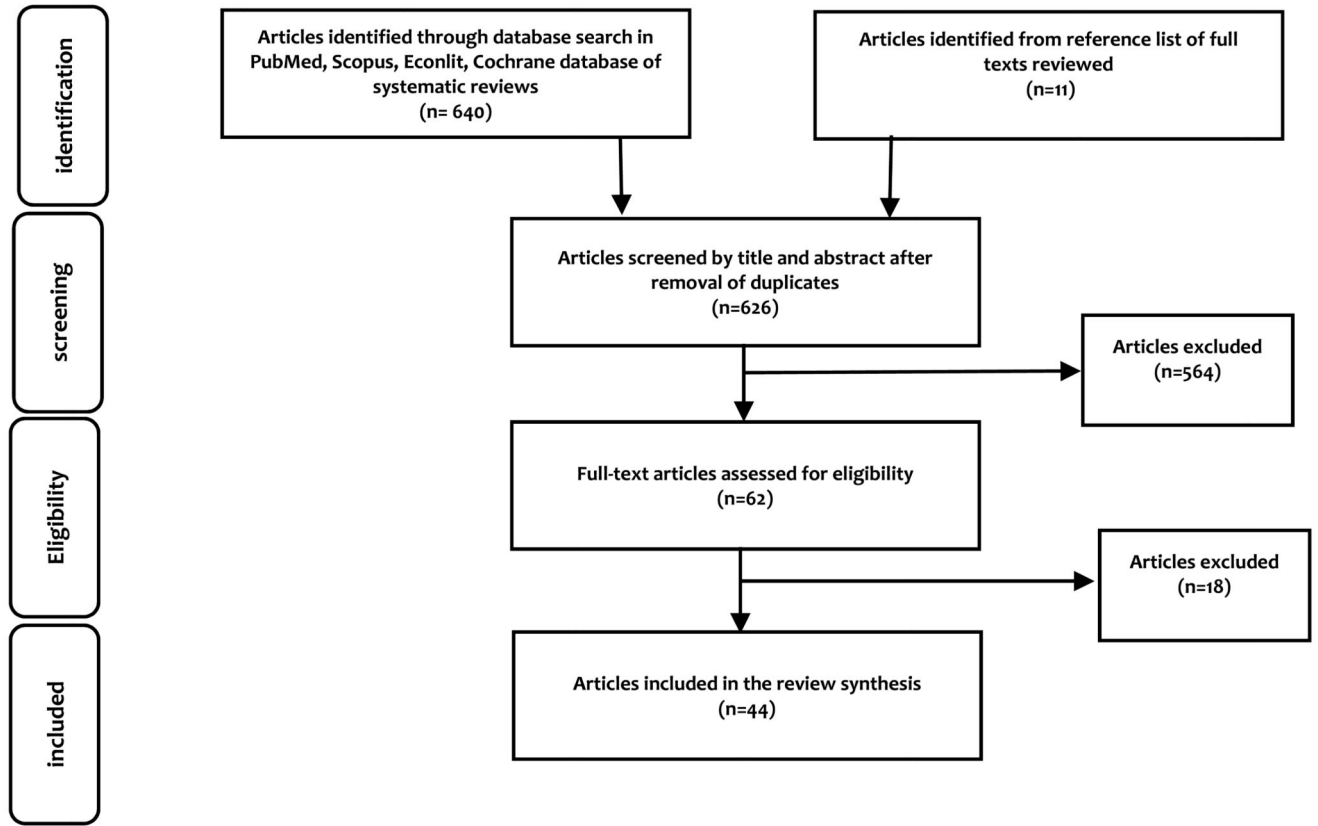 identification
Articles identified through database search in
PubMed, Scopus, Econlit, Cochrane database of
systematic reviews
(n= 640)
Articles identified from reference list of full
texts reviewed
(n=11)
screening
Articles screened by title and abstract after
removal of duplicates
(n=626)
Articles excluded
(n=564)
Eligibility
Full-text articles assessed for eligibility
(n=62)
Articles excluded
(n=18)
included
Articles included in the review synthesis
(n=44)